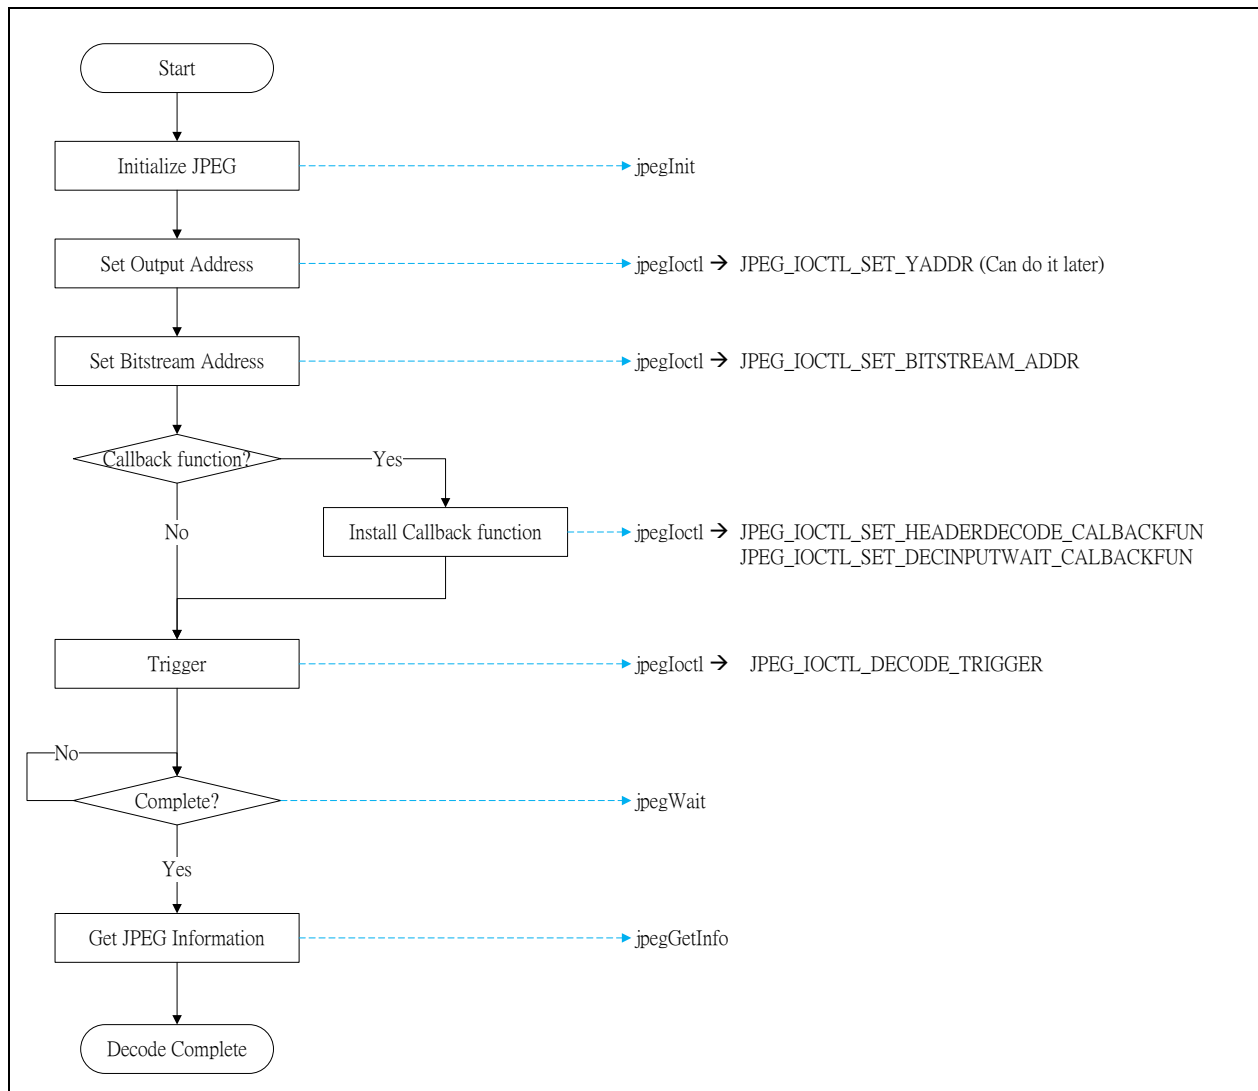 Start
Initialize JPEG
jpegInit
Set Output Address
jpegIoctl → JPEG_IOCTL_SET_YADDR (Can do it later)
Set Bitstream Address
jpegIoctl → JPEG_IOCTL_SET_BITSTREAM_ADDR
Callback function?
Yes
No
Install Callback function
jpegIoctl → JPEG_IOCTL_SET_HEADERDECODE_CALBACKFUN
JPEG_IOCTL_SET_DECINPUTWAIT_CALBACKFUN
Trigger
jpegIoctl → JPEG_IOCTL_DECODE_TRIGGER
No
Complete?
jpegWait
Yes
Get JPEG Information
jpegGetInfo
Decode Complete